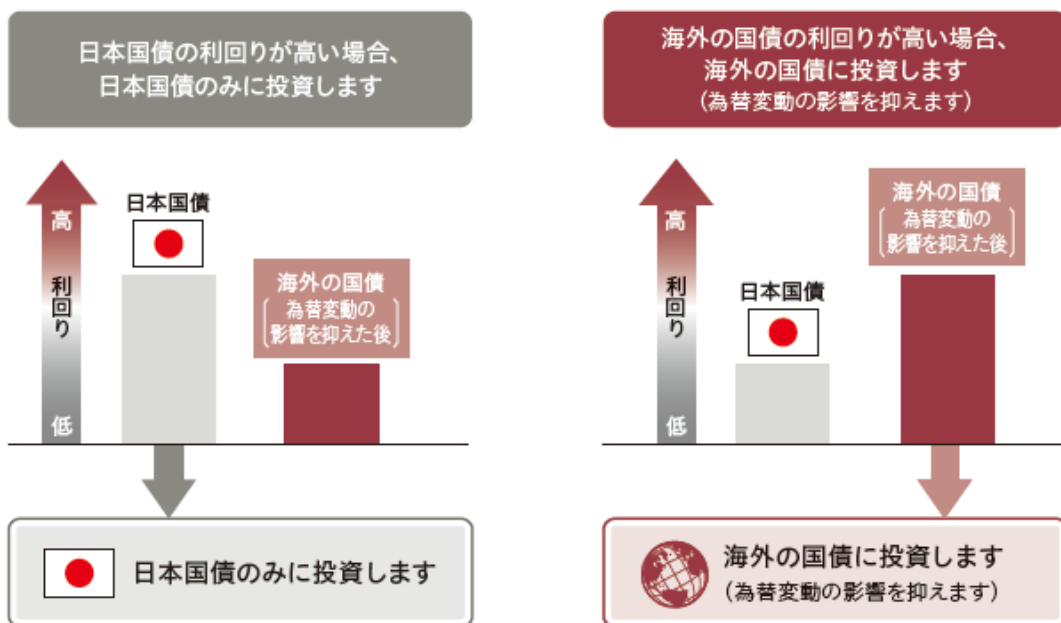 日本国債の利回りが高い場合、
日本国債のみに投資します
高
利回り
低
日本国債
海外の国債
為替変動の
影響を抑えた後
日本国債のみに投資します
海外の国債の利回りが高い場合、
海外の国債に投資します
(為替変動の影響を抑えます)
高
利回り
低
日本国債
海外の国債
為替変動の
影響を抑えた後
海外の国債に投資します
(為替変動の影響を抑えます)